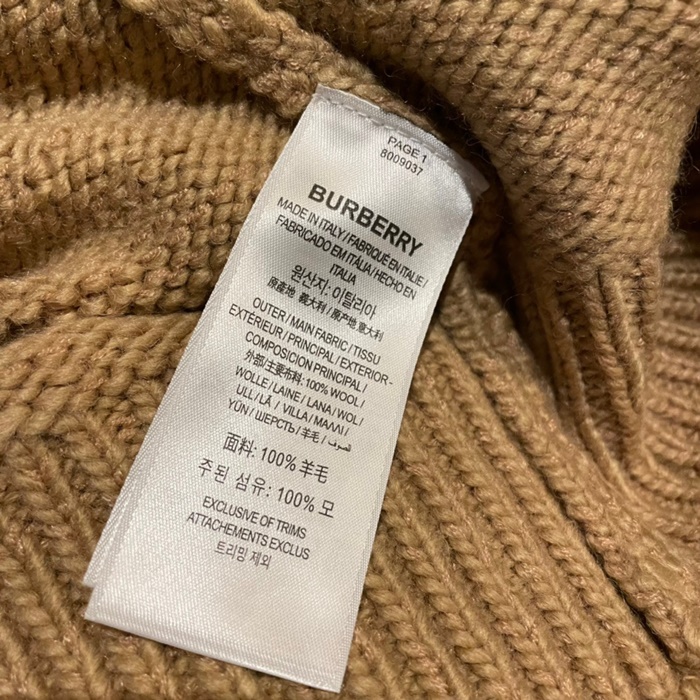 PAGE 1
8009037
BURBERRY
MADE IN ITALY / FABRIQUÉ EN ITALIE /
FABRICADO EM ITÁLIA / HECHO EN
ITALIA
원산지: 이탈리아
原產地 義大利 / 原产地 意大利
OUTER / MAIN FABRIC / TISSU
EXTÉRIEUR / PRINCIPAL / EXTERIOR -
COMPOSICION PRINCIPAL /
外部/主要布料: 100% WOOL /
WOLLE / LAINE / LANA / WOL /
ULL / LÃ / VILLA / ΜΑΛΛΙ /
YÜN / ШЕРСТЬ / 羊毛 / الصوف
面料: 100% 羊毛
주된 섬유: 100% 모
EXCLUSIVE OF TRIMS
ATTACHEMENTS EXCLUS
트리밍 제외